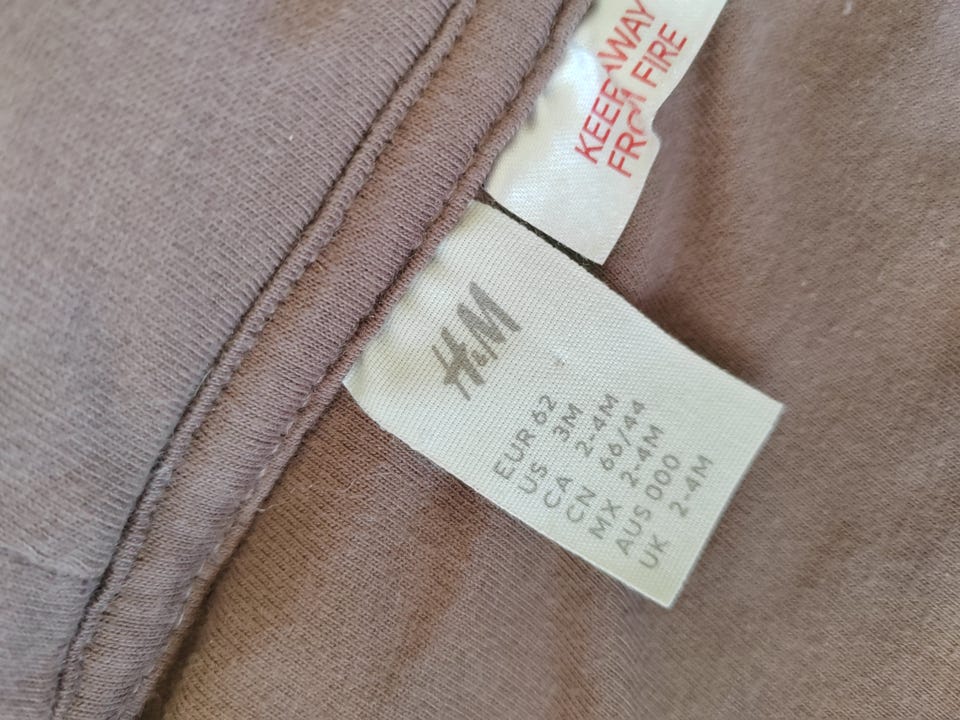 KEEP AWAY
FROM FIRE
H&M
EUR 62
US 3M
CA 2-4M
CN 66/44
MX 2-4M
AUS 000
UK 2-4M